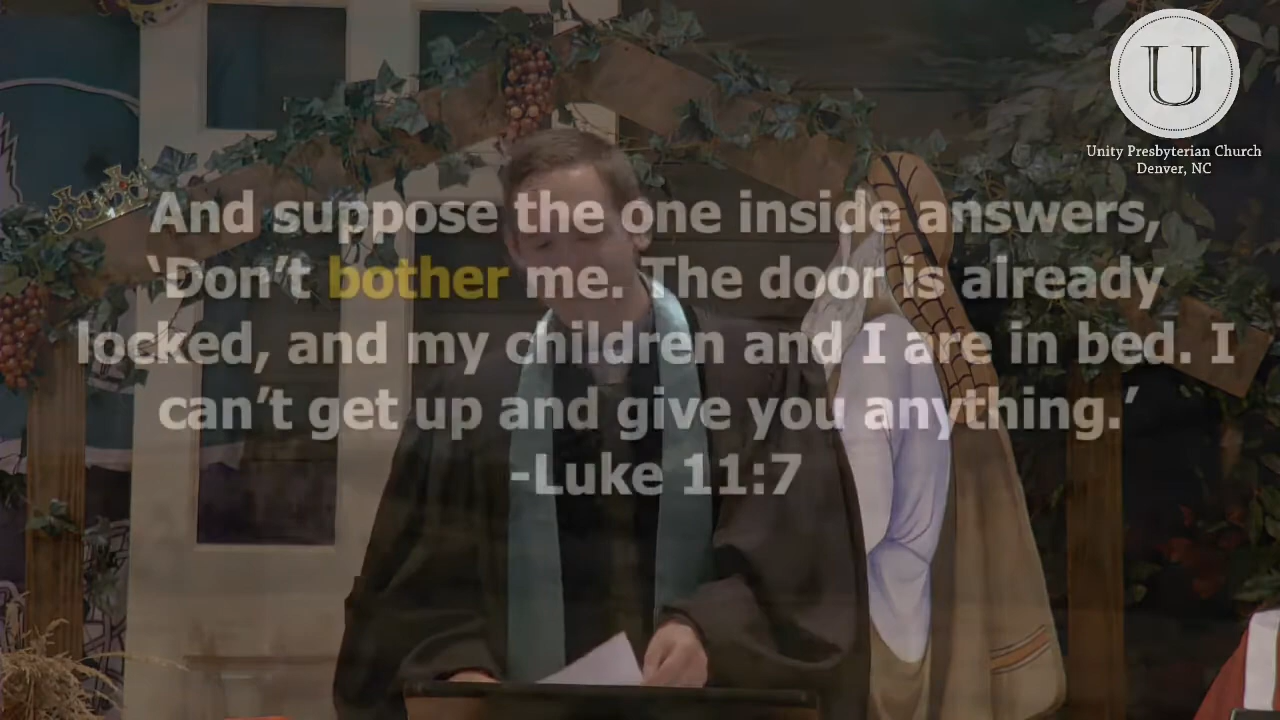 U
Unity Presbyterian Church
Denver, NC
And suppose the one inside answers,
‘Don’t bother me. The door is already
locked, and my children and I are in bed. I
can’t get up and give you anything.’
-Luke 11:7